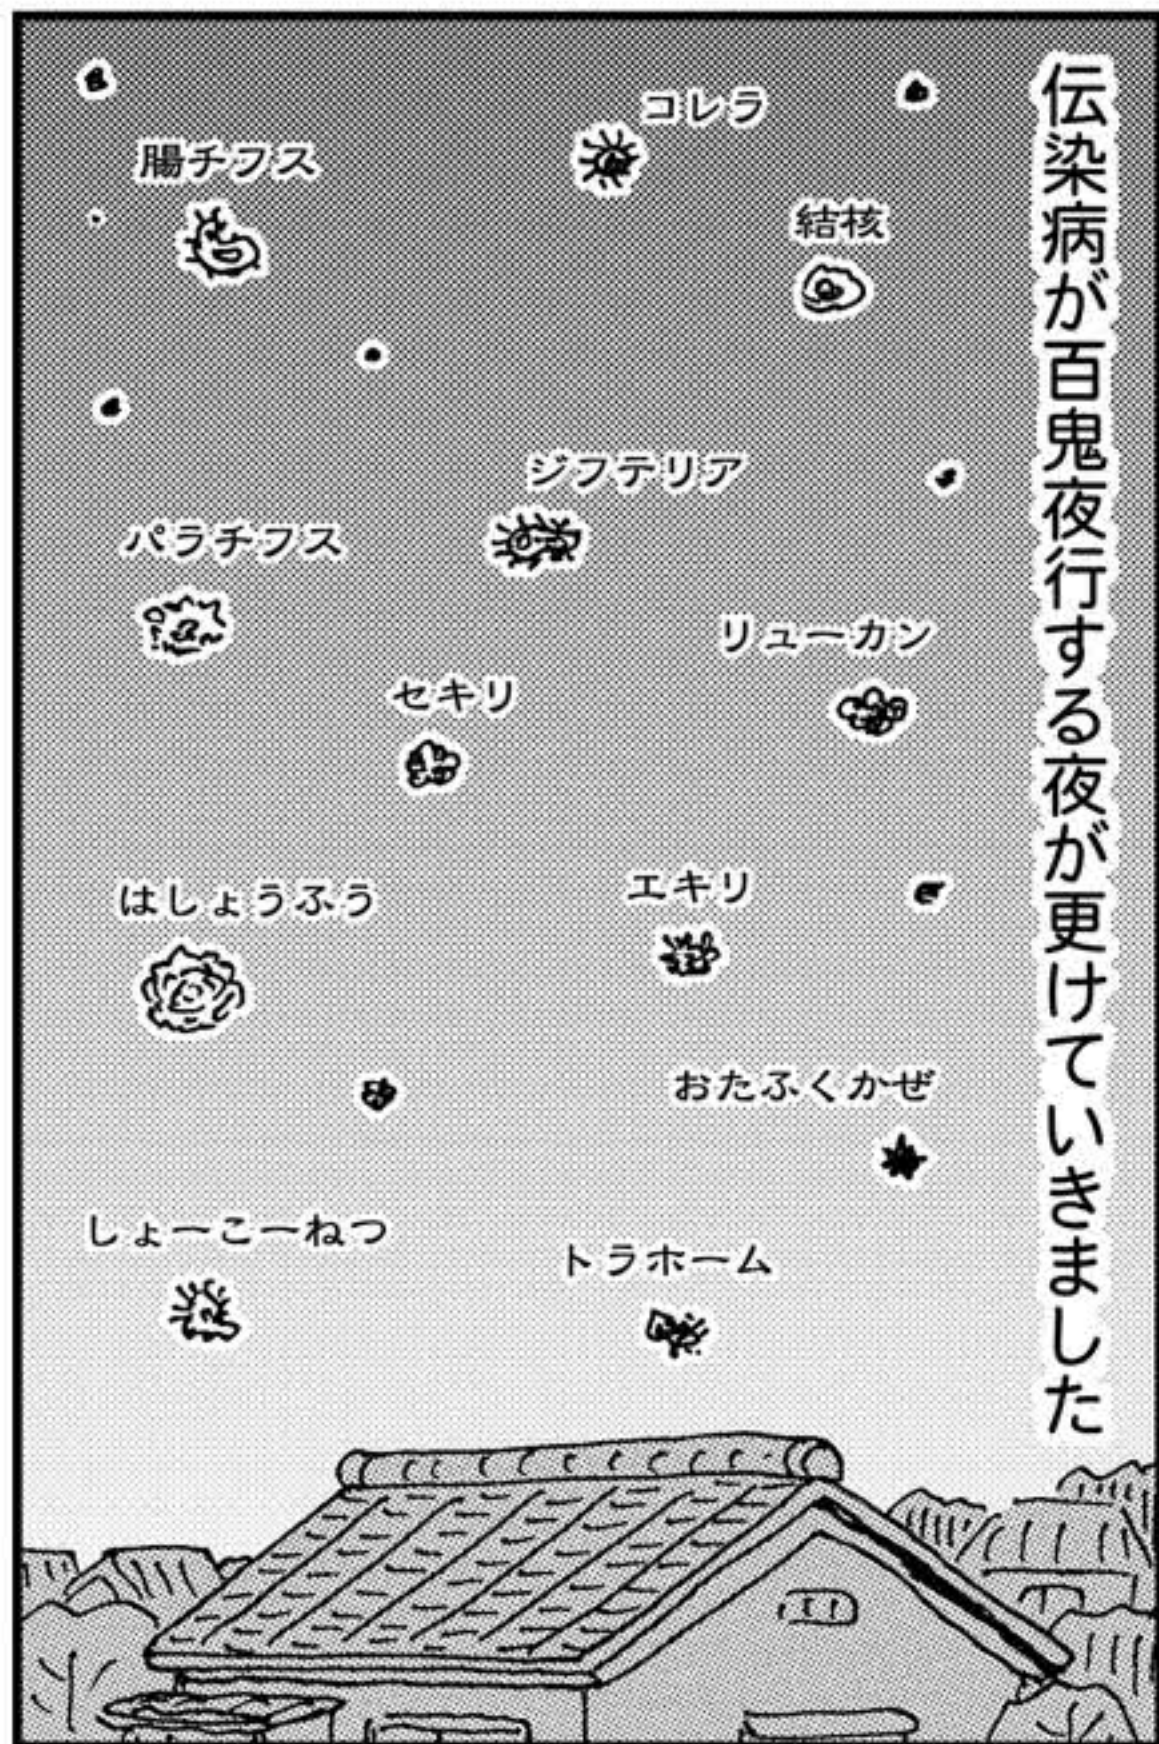 伝染病が百鬼夜行する夜が更けていきました
コレラ
結核
腸チフス
ジフテリア
パラチフス
リューカン
セキリ
エキリ
はしょうふう
おたふくかぜ
しょーこーねつ
トラホーム